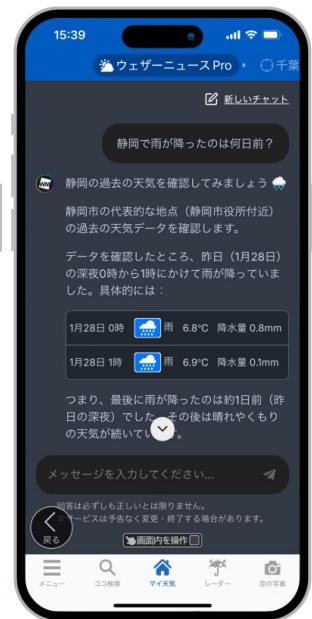 15:39
ウェザーニュース Pro
千葉
新しいチャット
静岡で雨が降ったのは何日前？
静岡の過去の天気を確認してみましょう
静岡市の代表的な地点（静岡市役所付近）
の過去の天気データを確認します。
データを確認したところ、昨日（1月28日）
の深夜0時から1時にかけて雨が降っていま
した。具体的には：
1月28日 0時 雨 6.8°C 降水量 0.8mm
1月28日 1時 雨 6.9°C 降水量 0.1mm
つまり、最後に雨が降ったのは約1日前（昨
日の深夜）でした。その後は晴れやくもり
の天気が続いてい 。
メッセージを入力してください...
回答は必ずしも正しいとは限りません。
サービスは予告なく変更・終了する場合があります。
戻る
画面内を操作
メニュー
ココ検索
マイ天気
レーダー
空の写真